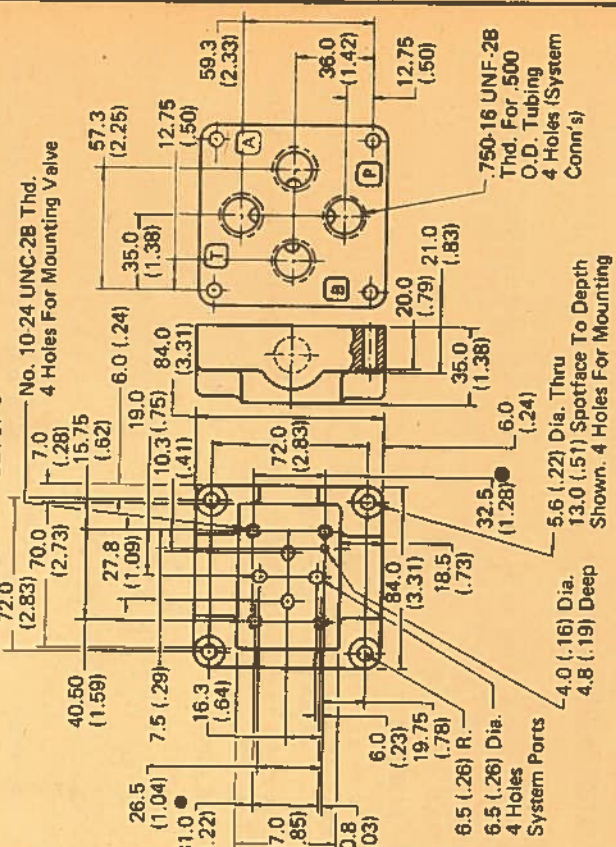 No. 10-24 UNC-2B Thd.
4 Holes For Mounting Valve
72.0
(2.83)
70.0
(2.73)
7.0
(.28)
15.75
(.62)
6.0 (.24)
19.0
(.75)
10.3
(.41)
84.0
(3.31)
40.50
(1.59)
27.8
(1.09)
7.5 (.29)
16.3
(.64)
26.5
(1.04)
72.0
(2.83)
32.5
(1.28)
84.0
(3.31)
18.5
(.73)
6.0
(.23)
19.75
(.78)
6.0
(.24)
6.5 (.26) R.
6.5 (.26) Dia.
4 Holes
System Ports
4.0 (.16) Dia.
4.8 (.19) Deep
5.6 (.22) Dia. Thru
13.0 (.51) Spotface To Depth
Shown. 4 Holes For Mounting
20.0
(.79)
21.0
(.83)
35.0
(1.38)
57.3
(2.25)
12.75
(.50)
35.0
(1.38)
59.3
(2.33)
36.0
(1.42)
12.75
(.50)
T
A
B
P
.750-16 UNF-2B
Thd. For .500
O.D. Tubing
4 Holes (System
Conn's)